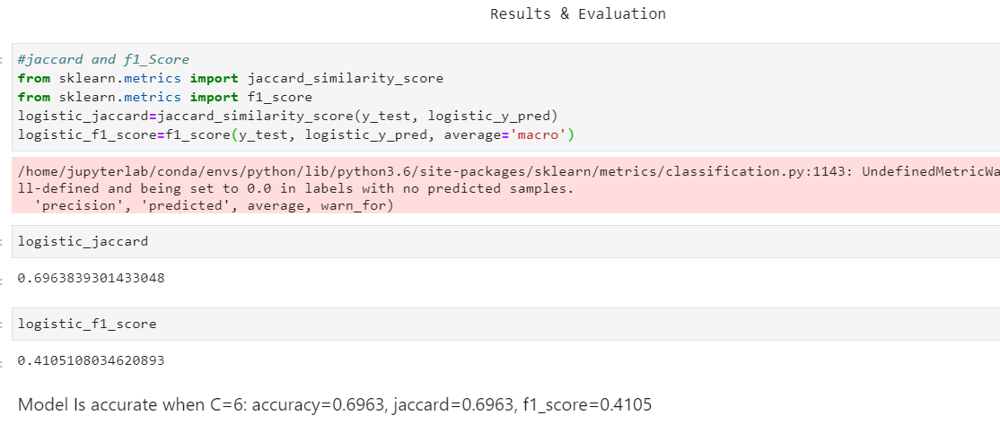 Results & Evaluation
#jaccard and f1_Score
from sklearn.metrics import jaccard_similarity_score
from sklearn.metrics import f1_score
logistic_jaccard=jaccard_similarity_score(y_test, logistic_y_pred)
logistic_f1_score=f1_score(y_test, logistic_y_pred, average='macro')
/home/jupyterlab/conda/envs/python/lib/python3.6/site-packages/sklearn/metrics/classification.py:1143: UndefinedMetricWa
ll-defined and being set to 0.0 in labels with no predicted samples.
'precision', 'predicted', average, warn_for)
logistic_jaccard
0.6963839301433048
logistic_f1_score
0.4105108034620893
Model Is accurate when C=6: accuracy=0.6963, jaccard=0.6963, f1_score=0.4105